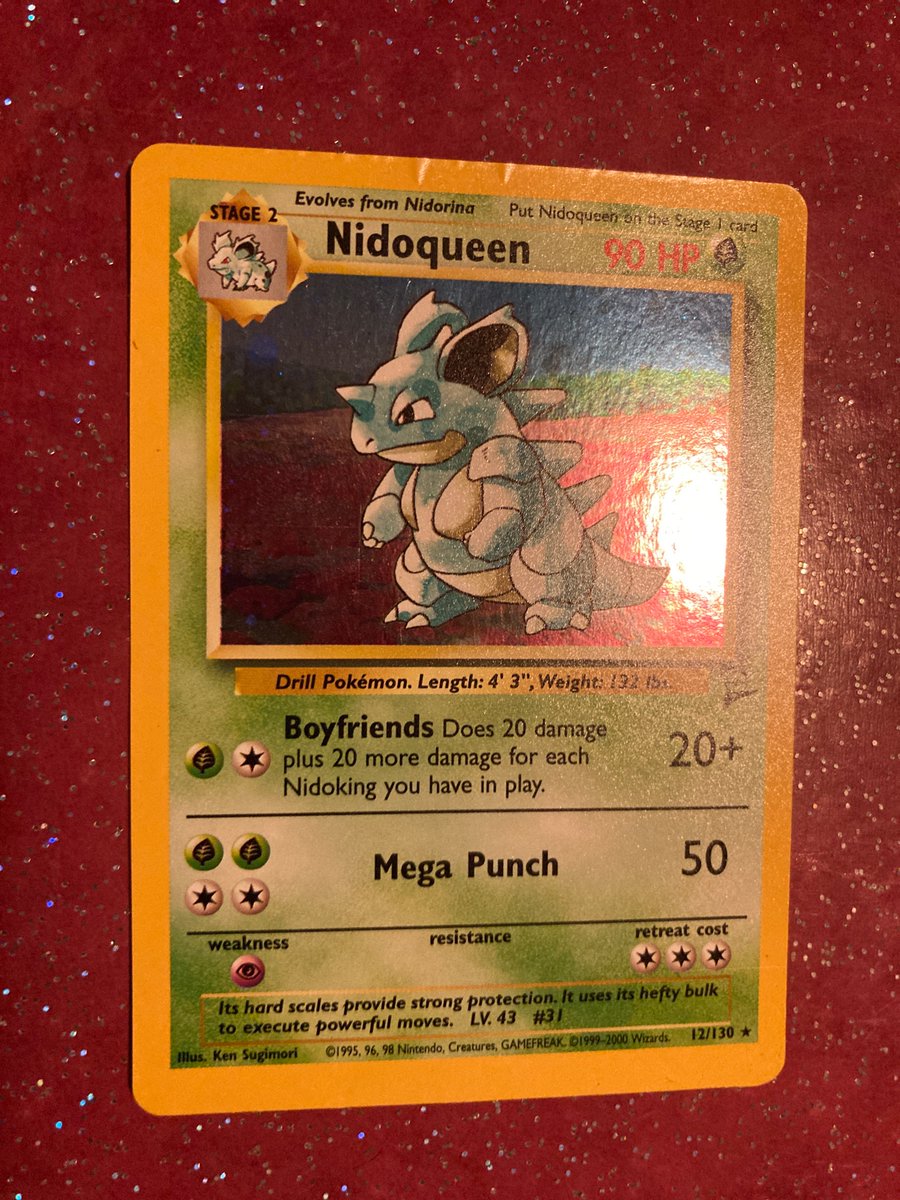 STAGE 2
Evolves from Nidorina
Put Nidoqueen on the Stage 1 card
Nidoqueen
90 HP
Drill Pokémon. Length: 4' 3", Weight: 132 lbs.
Boyfriends Does 20 damage
plus 20 more damage for each
Nidoking you have in play.
20+
Mega Punch
50
weakness
resistance
retreat cost
Its hard scales provide strong protection. It uses its hefty bulk
to execute powerful moves. LV. 43 #31
Illus. Ken Sugimori
©1995, 96, 98 Nintendo, Creatures, GAMEFREAK. ©1999-2000 Wizards.
12/130 ★